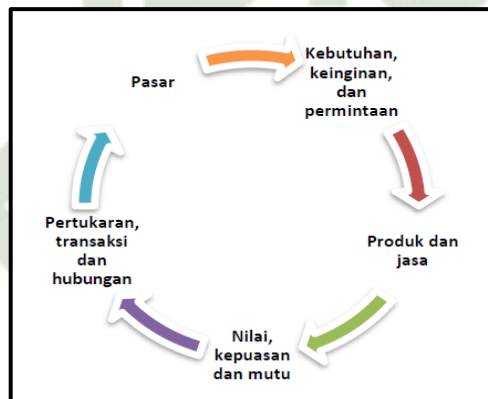 Pasar
Kebutuhan,
keinginan,
dan
permintaan
Produk dan
jasa
Nilai,
kepuasan
dan mutu
Pertukaran,
transaksi
dan
hubungan